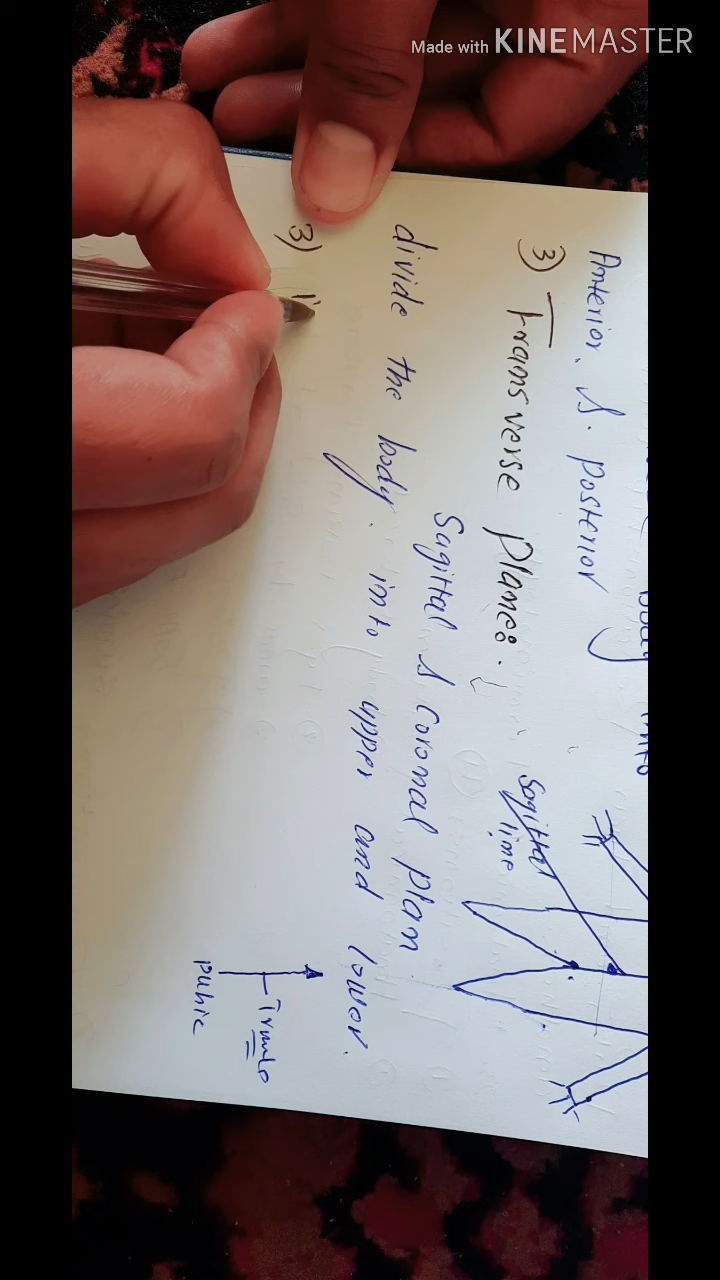 Made with KINEMASTER
Anterior & posterior
3) Transverse Plane:
Sagittal & Coronal plan
divide the body into upper and lower.
3)
Sagittal
line
pubic